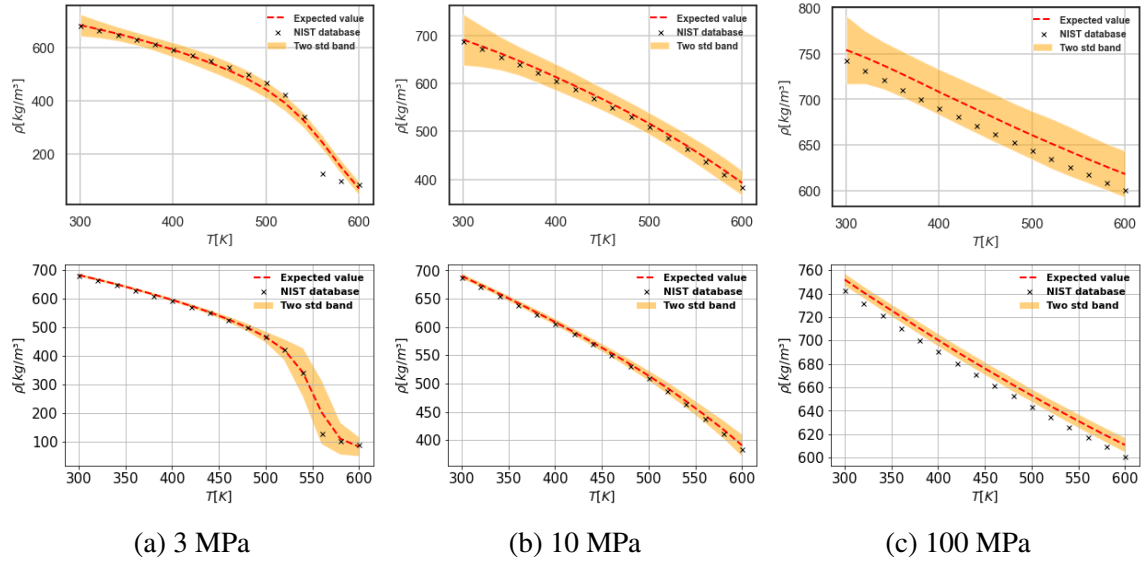 Expected value
NIST database
Two std band
600
400
200
ρ[kg/m³]
300
400
500
600
T[K]
Expected value
NIST database
Two std band
700
600
500
400
ρ[kg/m³]
300
400
500
600
T[K]
Expected value
NIST database
Two std band
800
750
700
650
600
ρ[kg/m³]
300
400
500
600
T[K]
Expected value
NIST database
Two std band
700
600
500
400
300
200
100
ρ[kg/m³]
300
350
400
450
500
550
600
T[K]
Expected value
NIST database
Two std band
700
650
600
550
500
450
400
ρ[kg/m³]
300
350
400
450
500
550
600
T[K]
Expected value
NIST database
Two std band
760
740
720
700
680
660
640
620
600
ρ[kg/m³]
300
350
400
450
500
550
600
T[K]
(a) 3 MPa
(b) 10 MPa
(c) 100 MPa